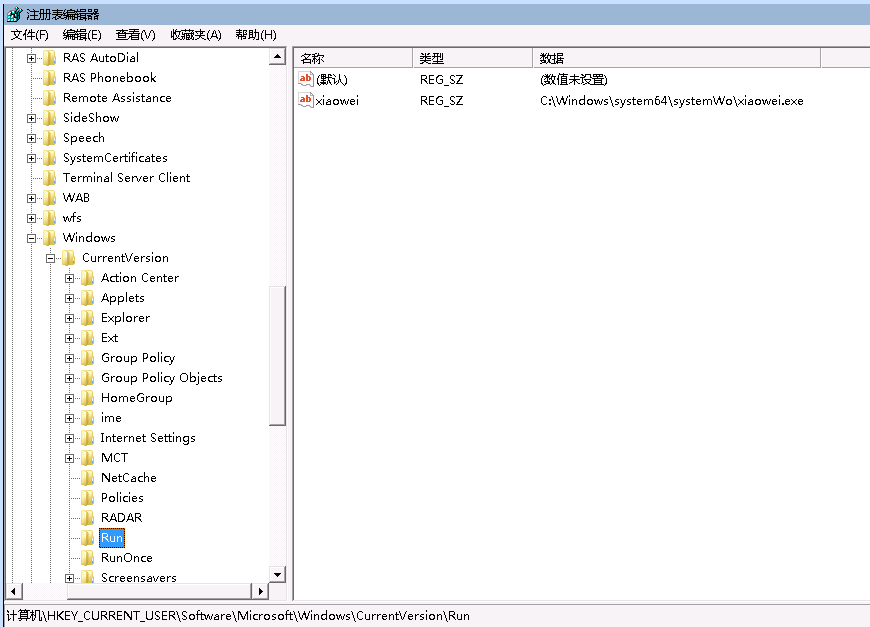 注册表编辑器
文件(F) 编辑(E) 查看(V) 收藏夹(A) 帮助(H)
RAS AutoDial
RAS Phonebook
Remote Assistance
SideShow
Speech
SystemCertificates
Terminal Server Client
WAB
wfs
Windows
CurrentVersion
Action Center
Applets
Explorer
Ext
Group Policy
Group Policy Objects
HomeGroup
ime
Internet Settings
MCT
NetCache
Policies
RADAR
Run
RunOnce
Screensavers
名称 类型 数据
ab (默认) REG_SZ (数值未设置)
ab xiaowei REG_SZ C:\Windows\system64\systemWo\xiaowei.exe
计算机\HKEY_CURRENT_USER\Software\Microsoft\Windows\CurrentVersion\Run